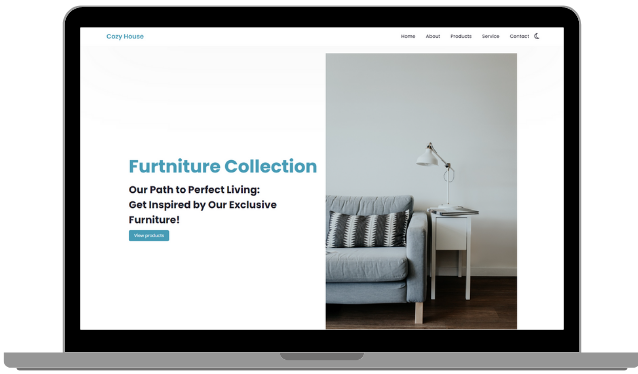 Cozy House
Home About Products Service Contact
Furtniture Collection
Our Path to Perfect Living:
Get Inspired by Our Exclusive
Furniture!
View products